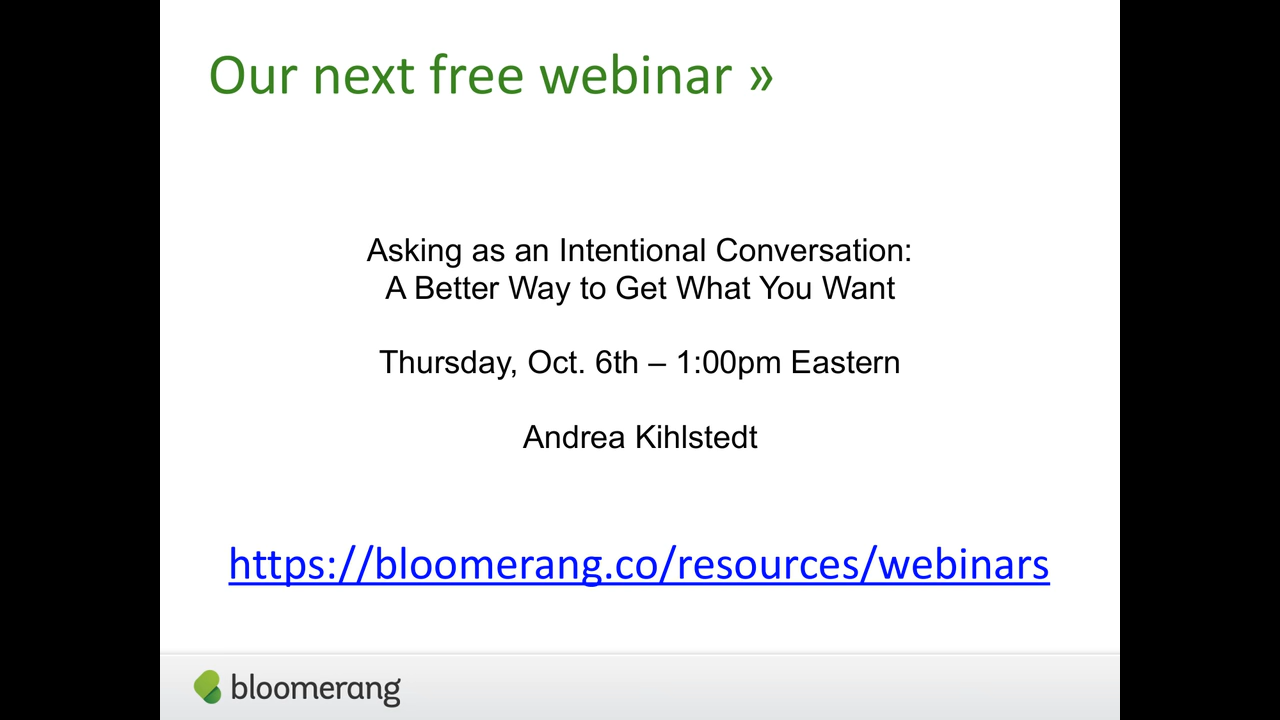 Our next free webinar »
Asking as an Intentional Conversation:
A Better Way to Get What You Want
Thursday, Oct. 6th – 1:00pm Eastern
Andrea Kihlstedt
https://bloomerang.co/resources/webinars
bloomerang